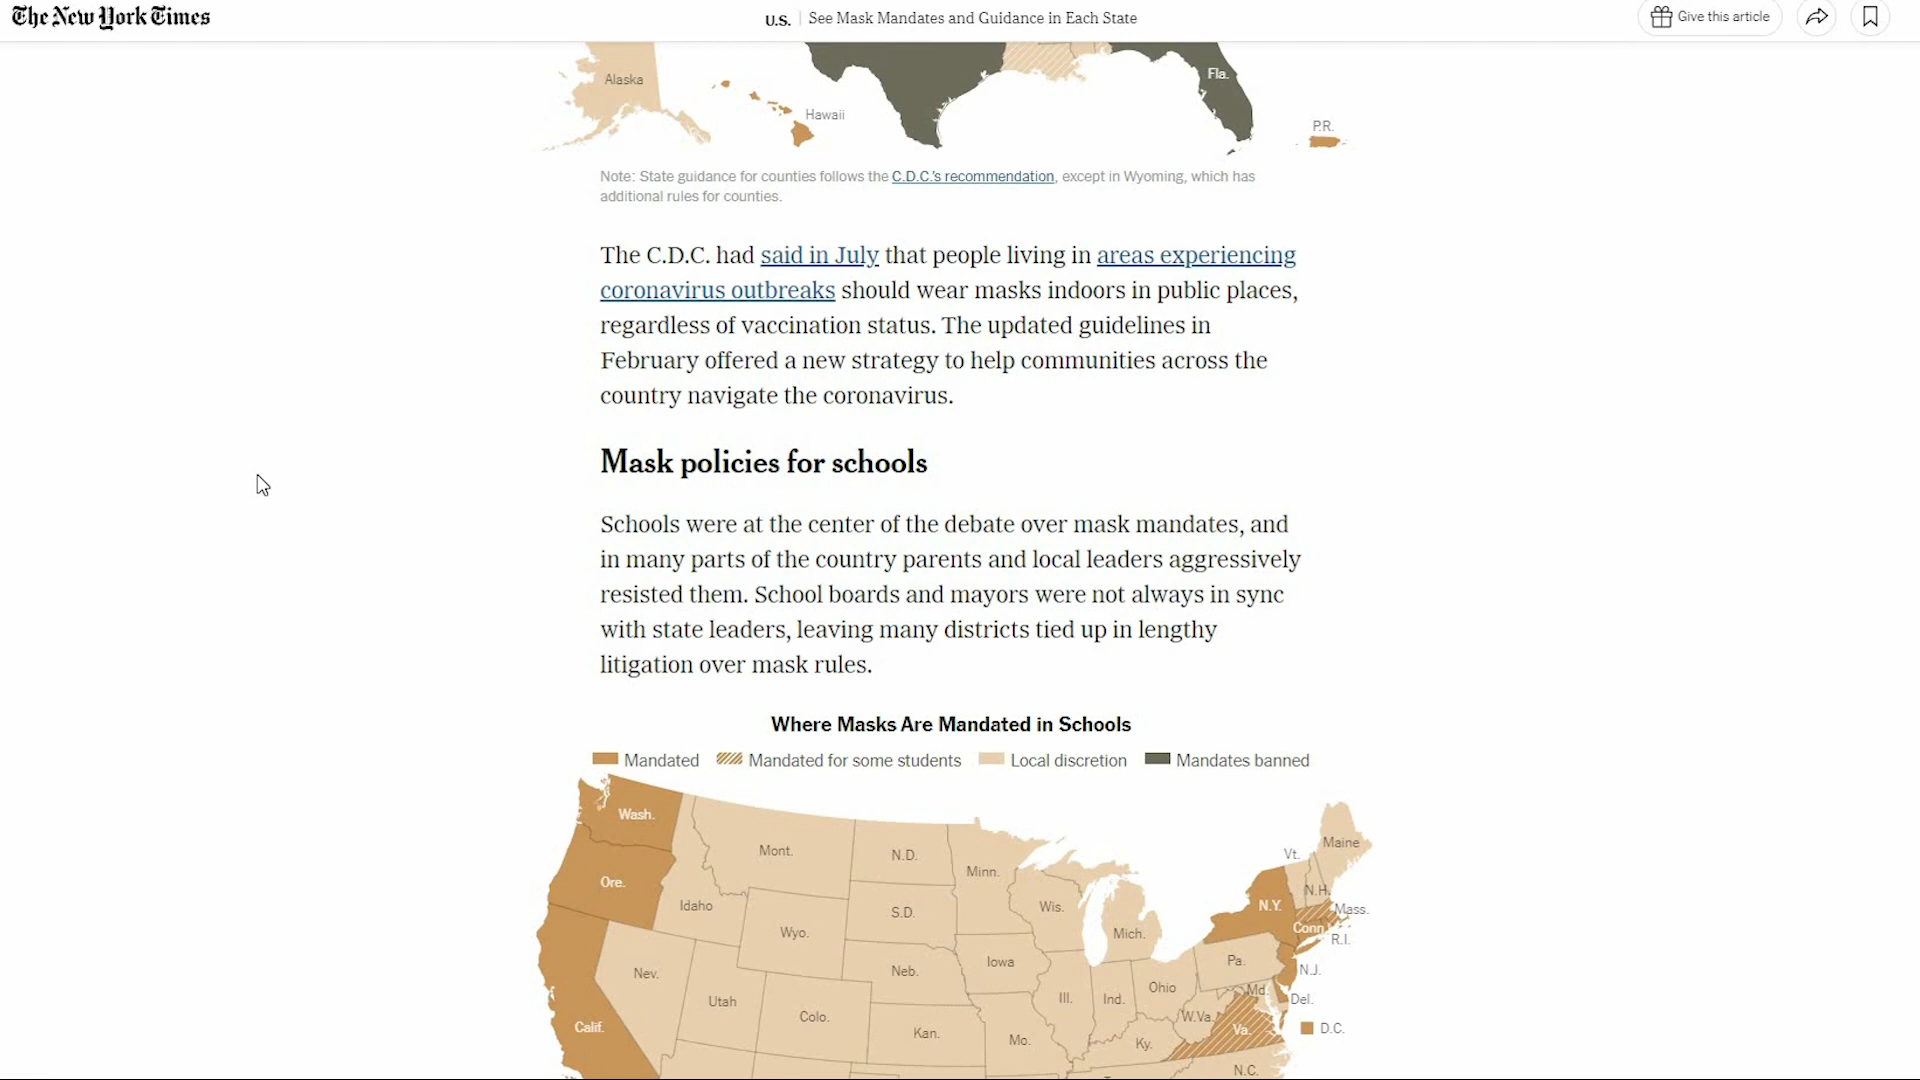 The New York Times
U.S. | See Mask Mandates and Guidance in Each State
Give this article
Alaska
Hawaii
Fla.
P.R.
Note: State guidance for counties follows the C.D.C.'s recommendation, except in Wyoming, which has
additional rules for counties.
The C.D.C. had said in July that people living in areas experiencing
coronavirus outbreaks should wear masks indoors in public places,
regardless of vaccination status. The updated guidelines in
February offered a new strategy to help communities across the
country navigate the coronavirus.
Mask policies for schools
Schools were at the center of the debate over mask mandates, and
in many parts of the country parents and local leaders aggressively
resisted them. School boards and mayors were not always in sync
with state leaders, leaving many districts tied up in lengthy
litigation over mask rules.
Where Masks Are Mandated in Schools
Mandated Mandated for some students Local discretion Mandates banned
Wash.
Mont.
N.D.
Minn.
Vt.
Maine
Ore.
Idaho
S.D.
Wis.
N.Y.
N.H.
Mass.
Wyo.
Mich.
Conn.
R.I.
Nev.
Neb.
Iowa
Pa.
N.J.
Utah
Colo.
Ill.
Ind.
Ohio
Md.
Del.
Calif.
Kan.
Mo.
Ky.
W.Va.
Va.
D.C.
N.C.